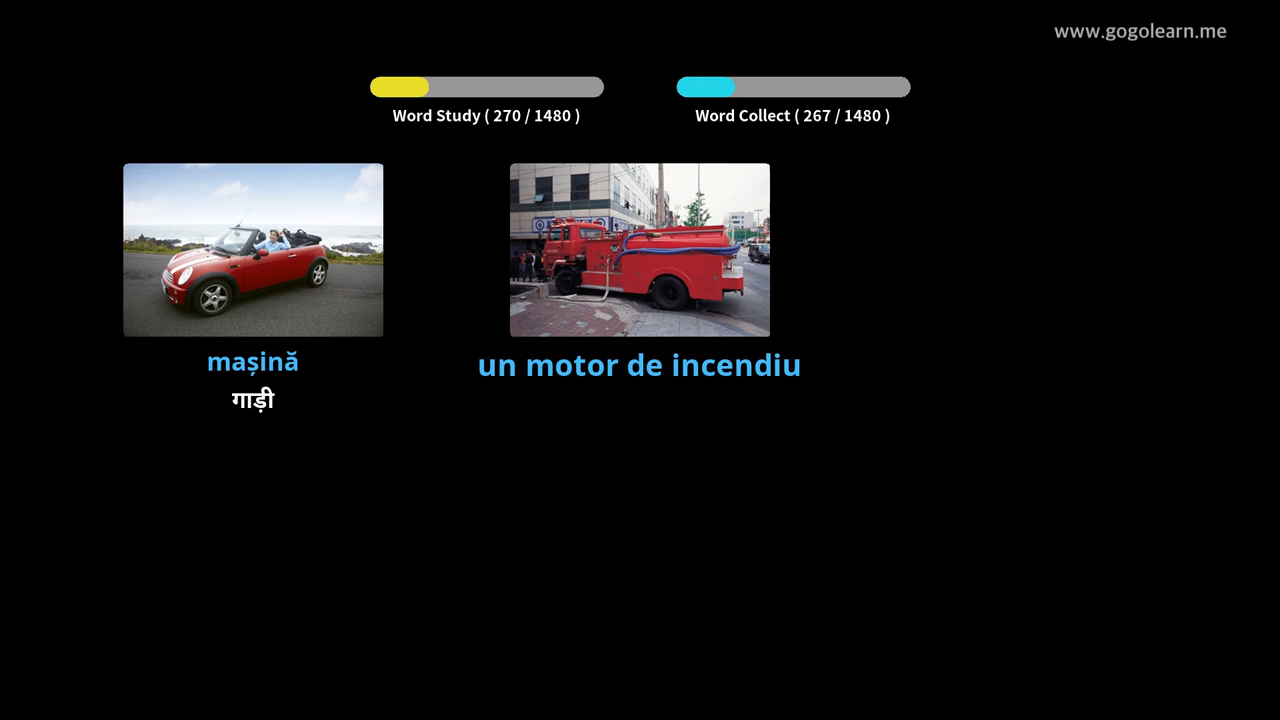 www.gogolearn.me
Word Study ( 270 / 1480 )
Word Collect ( 267 / 1480 )
mașină
गाड़ी
un motor de incendiu